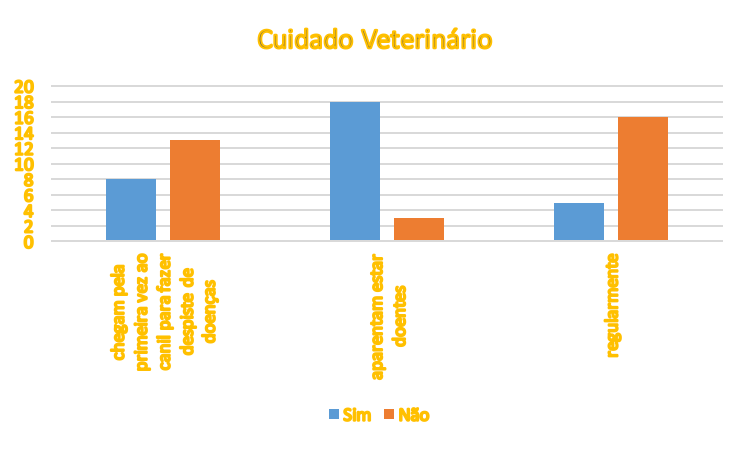 Cuidado Veterinário
20
18
16
14
12
10
8
6
4
2
0
chegam pela
primeira vez ao
canil para fazer
despiste de
doenças
aparentam estar
doentes
regularmente
Sim Não